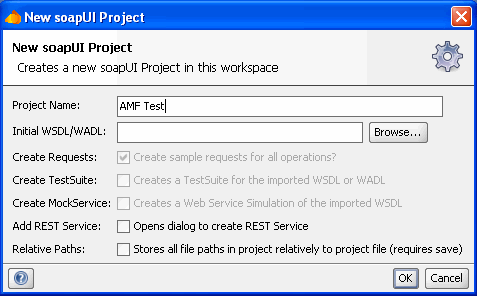 New soapUI Project
New soapUI Project
Creates a new soapUI Project in this workspace
Project Name: AMF Test
Initial WSDL/WADL: Browse...
Create Requests: Create sample requests for all operations?
Create TestSuite: Creates a TestSuite for the imported WSDL or WADL
Create MockService: Creates a Web Service Simulation of the imported WSDL
Add REST Service: Opens dialog to create REST Service
Relative Paths: Stores all file paths in project relatively to project file (requires save)
? OK Cancel